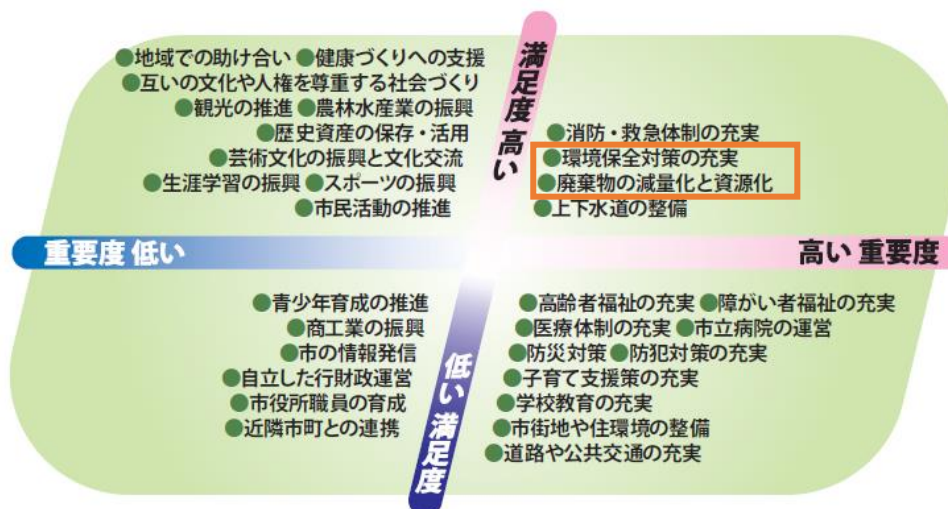 満足度 高い
●地域での助け合い ●健康づくりへの支援
●互いの文化や人権を尊重する社会づくり
●観光の推進 ●農林水産業の振興
●歴史資産の保存・活用
●芸術文化の振興と文化交流
●生涯学習の振興 ●スポーツの振興
●市民活動の推進
●消防・救急体制の充実
●環境保全対策の充実
●廃棄物の減量化と資源化
●上下水道の整備
重要度 低い
高い 重要度
●青少年育成の推進
●商工業の振興
●市の情報発信
●自立した行財政運営
●市役所職員の育成
●近隣市町との連携
低い 満足度
●高齢者福祉の充実 ●障がい者福祉の充実
●医療体制の充実 ●市立病院の運営
●防災対策 ●防犯対策の充実
●子育て支援策の充実
●学校教育の充実
●市街地や住環境の整備
●道路や公共交通の充実